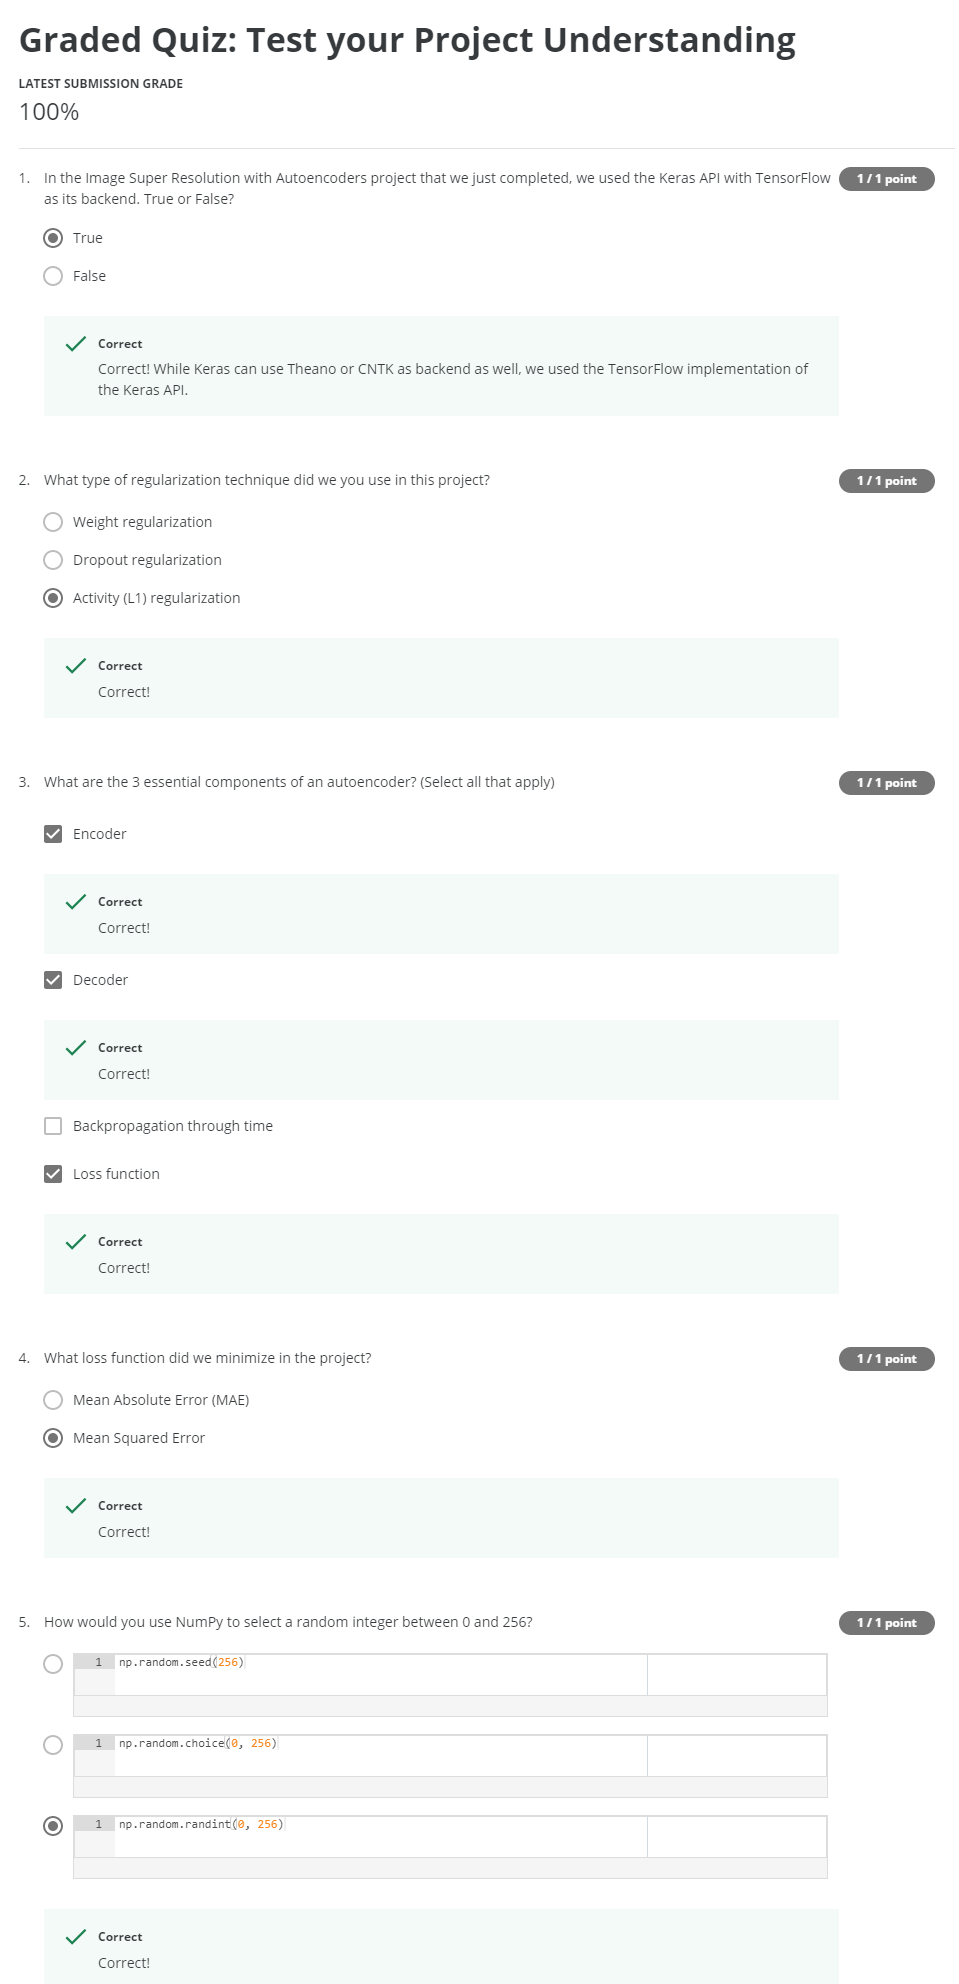 Graded Quiz: Test your Project Understanding
LATEST SUBMISSION GRADE
100%
1. In the Image Super Resolution with Autoencoders project that we just completed, we used the Keras API with TensorFlow
as its backend. True or False?
1 / 1 point
True
False
Correct
Correct! While Keras can use Theano or CNTK as backend as well, we used the TensorFlow implementation of
the Keras API.
2. What type of regularization technique did we you use in this project?
1 / 1 point
Weight regularization
Dropout regularization
Activity (L1) regularization
Correct
Correct!
3. What are the 3 essential components of an autoencoder? (Select all that apply)
1 / 1 point
Encoder
Correct
Correct!
Decoder
Correct
Correct!
Backpropagation through time
Loss function
Correct
Correct!
4. What loss function did we minimize in the project?
1 / 1 point
Mean Absolute Error (MAE)
Mean Squared Error
Correct
Correct!
5. How would you use NumPy to select a random integer between 0 and 256?
1 / 1 point
1 np.random.seed(256)
1 np.random.choice(0, 256)
1 np.random.randint(0, 256)
Correct
Correct!